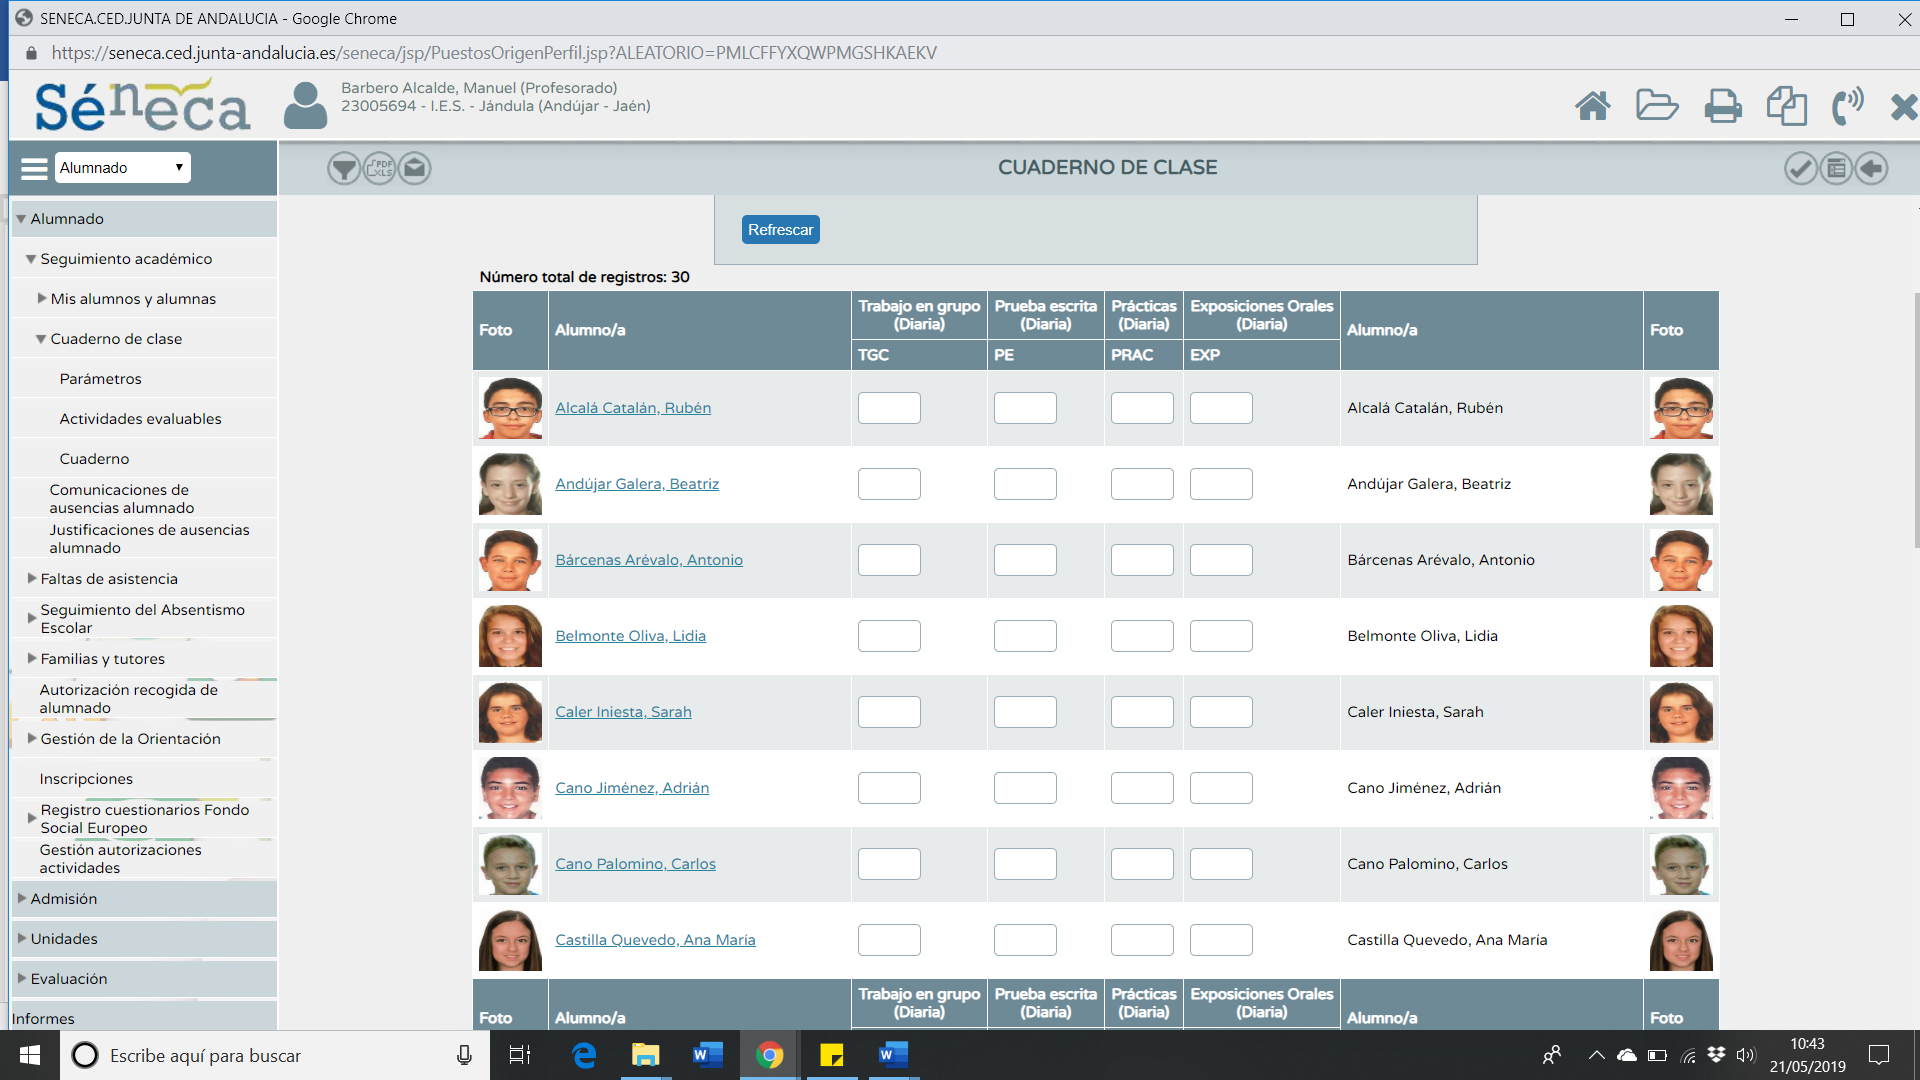 SENECA.CED.JUNTA DE ANDALUCIA - Google Chrome
https://seneca.ced.junta-andalucia.es/seneca/jsp/PuestosOrigenPerfil.jsp?ALEATORIO=PMLCFFYXQWPMGSHKAEKV
Séneca
Barbero Alcalde, Manuel (Profesorado)
23005694 - I.E.S. - Jándula (Andújar - Jaén)
Alumnado
PDF
XLS
CUADERNO DE CLASE
Alumnado
Seguimiento académico
Mis alumnos y alumnas
Cuaderno de clase
Parámetros
Actividades evaluables
Cuaderno
Comunicaciones de
ausencias alumnado
Justificaciones de ausencias
alumnado
Faltas de asistencia
Seguimiento del Absentismo
Escolar
Familias y tutores
Autorización recogida de
alumnado
Gestión de la Orientación
Inscripciones
Registro cuestionarios Fondo
Social Europeo
Gestión autorizaciones
actividades
Admisión
Unidades
Evaluación
Informes
Refrescar
Número total de registros: 30
Foto Alumno/a Trabajo en grupo (Diaria) Prueba escrita (Diaria) Prácticas (Diaria) Exposiciones Orales (Diaria) Alumno/a Foto
TGC PE PRAC EXP
Alcalá Catalán, Rubén Alcalá Catalán, Rubén
Andújar Galera, Beatriz Andújar Galera, Beatriz
Bárcenas Arévalo, Antonio Bárcenas Arévalo, Antonio
Belmonte Oliva, Lidia Belmonte Oliva, Lidia
Caler Iniesta, Sarah Caler Iniesta, Sarah
Cano Jiménez, Adrián Cano Jiménez, Adrián
Cano Palomino, Carlos Cano Palomino, Carlos
Castilla Quevedo, Ana María Castilla Quevedo, Ana María
Foto Alumno/a Trabajo en grupo (Diaria) Prueba escrita (Diaria) Prácticas (Diaria) Exposiciones Orales (Diaria) Alumno/a Foto
Escribe aquí para buscar
10:43
21/05/2019